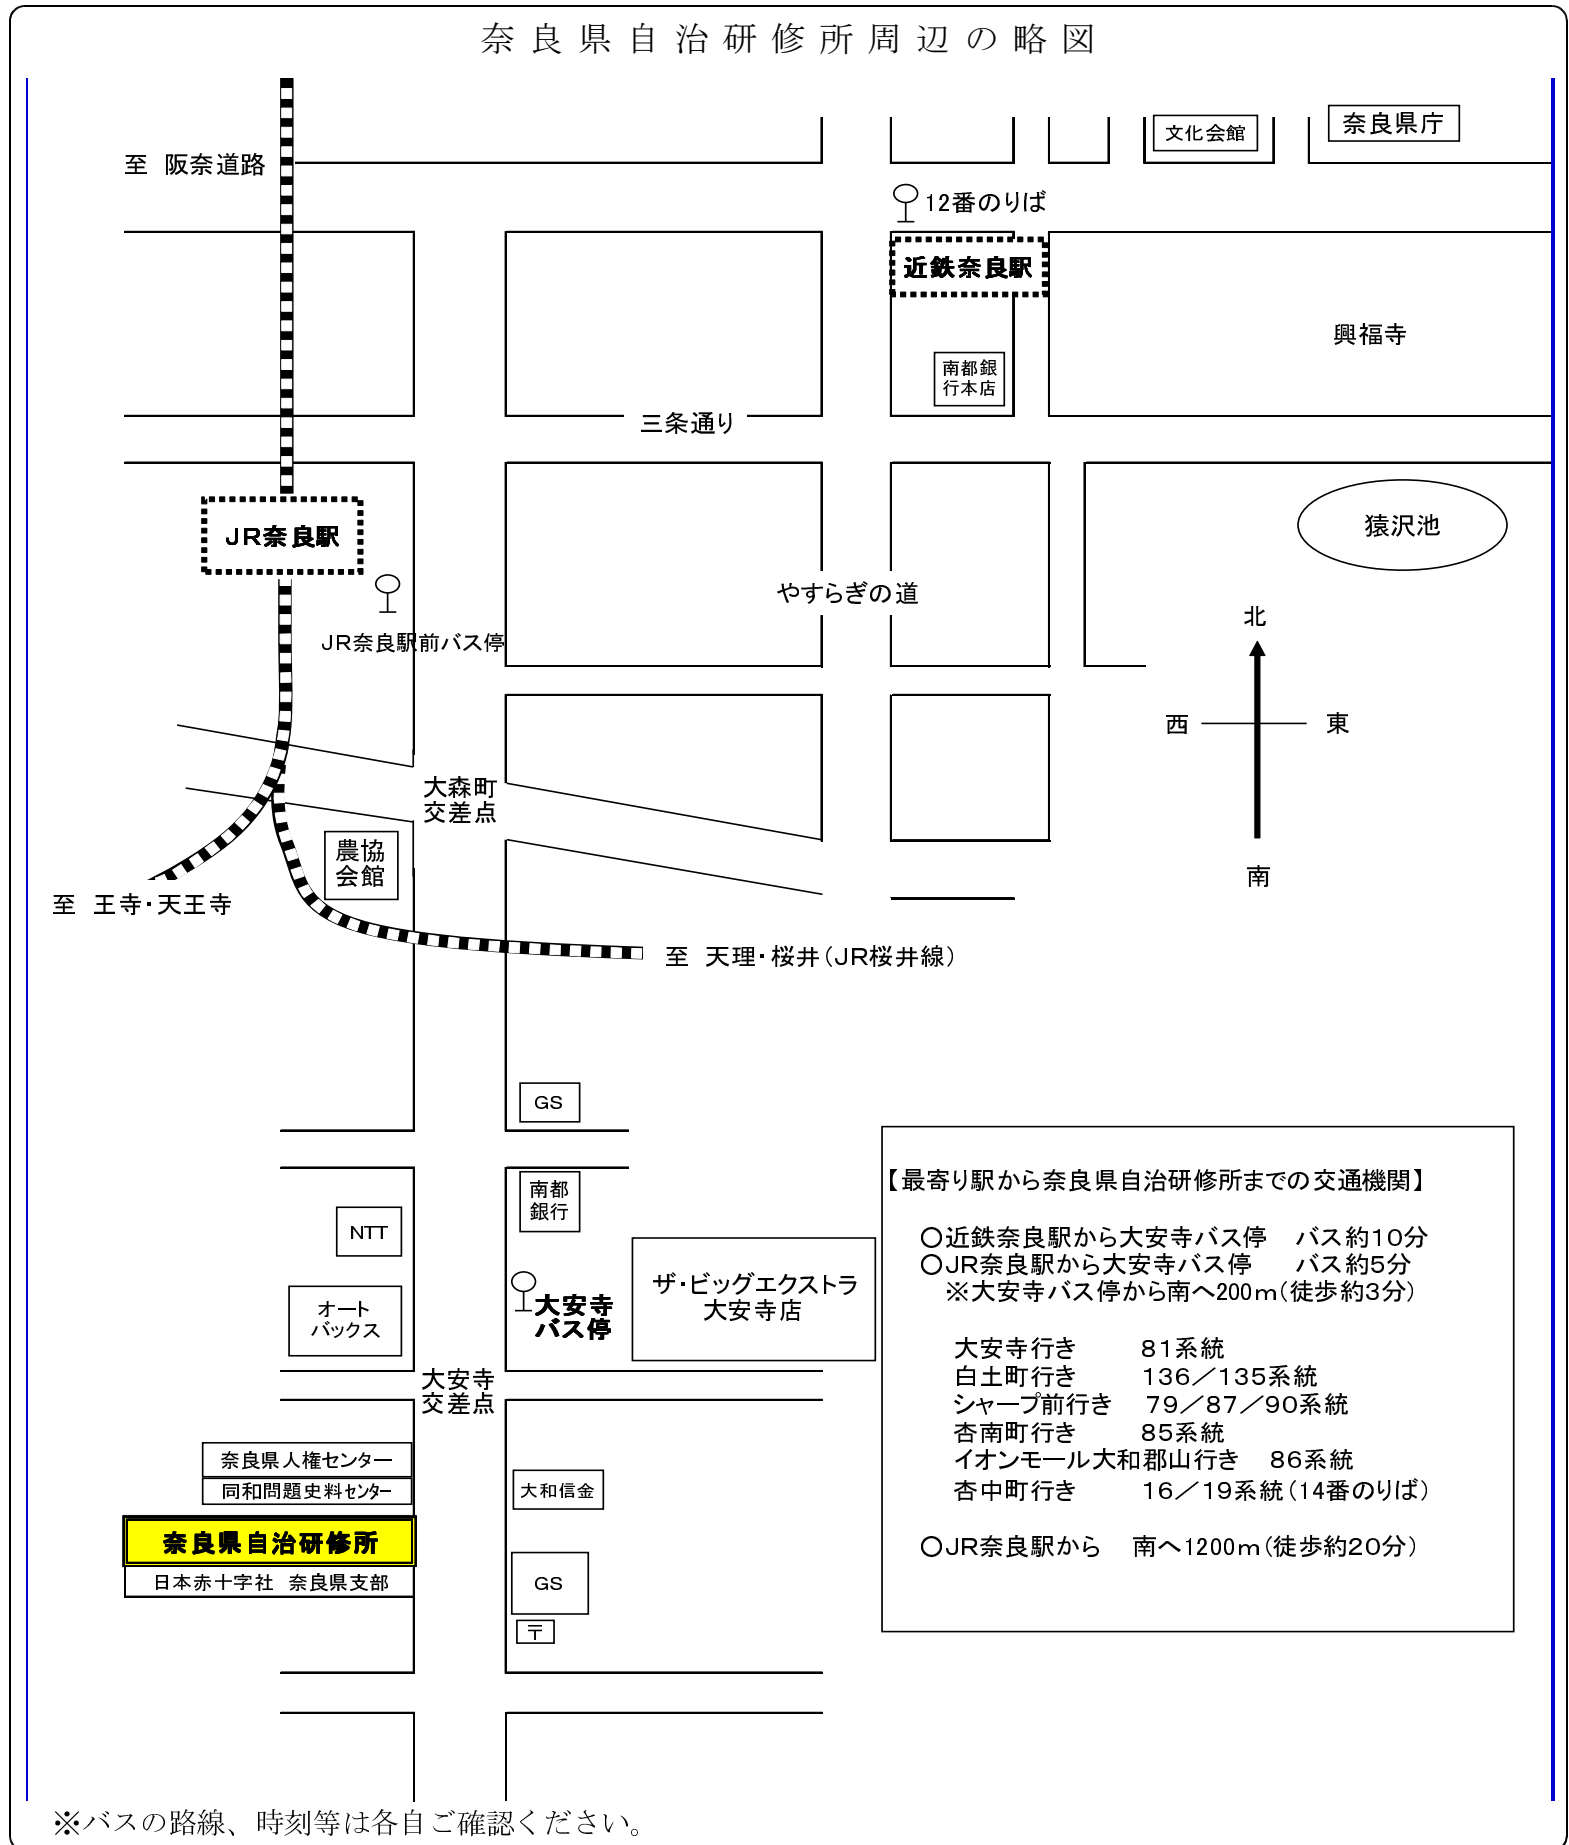 奈良県自治研修所周辺の略図
文化会館
奈良県庁
至　阪奈道路
12番のりば
近鉄奈良駅
興福寺
南都銀
行本店
三条通り
JR奈良駅
猿沢池
やすらぎの道
JR奈良駅前バス停
北
西
東
南
大森町
交差点
農協
会館
至　王寺・天王寺
至　天理・桜井（JR桜井線）
GS
南都
銀行
NTT
ザ・ビッグエクストラ
大安寺店
オート
バックス
大安寺
バス停
大安寺
交差点
奈良県人権センター
同和問題史料センター
大和信金
奈良県自治研修所
日本赤十字社　奈良県支部
GS
〒
【最寄り駅から奈良県自治研修所までの交通機関】
〇近鉄奈良駅から大安寺バス停　バス約10分
〇JR奈良駅から大安寺バス停　バス約5分
※大安寺バス停から南へ200m（徒歩約3分）
大安寺行き　81系統
白土町行き　136／135系統
シャープ前行き　79／87／90系統
杏南町行き　85系統
イオンモール大和郡山行き　86系統
杏中町行き　16／19系統（14番のりば）
〇JR奈良駅から　南へ1200m（徒歩約20分）
※バスの路線、時刻等は各自ご確認ください。